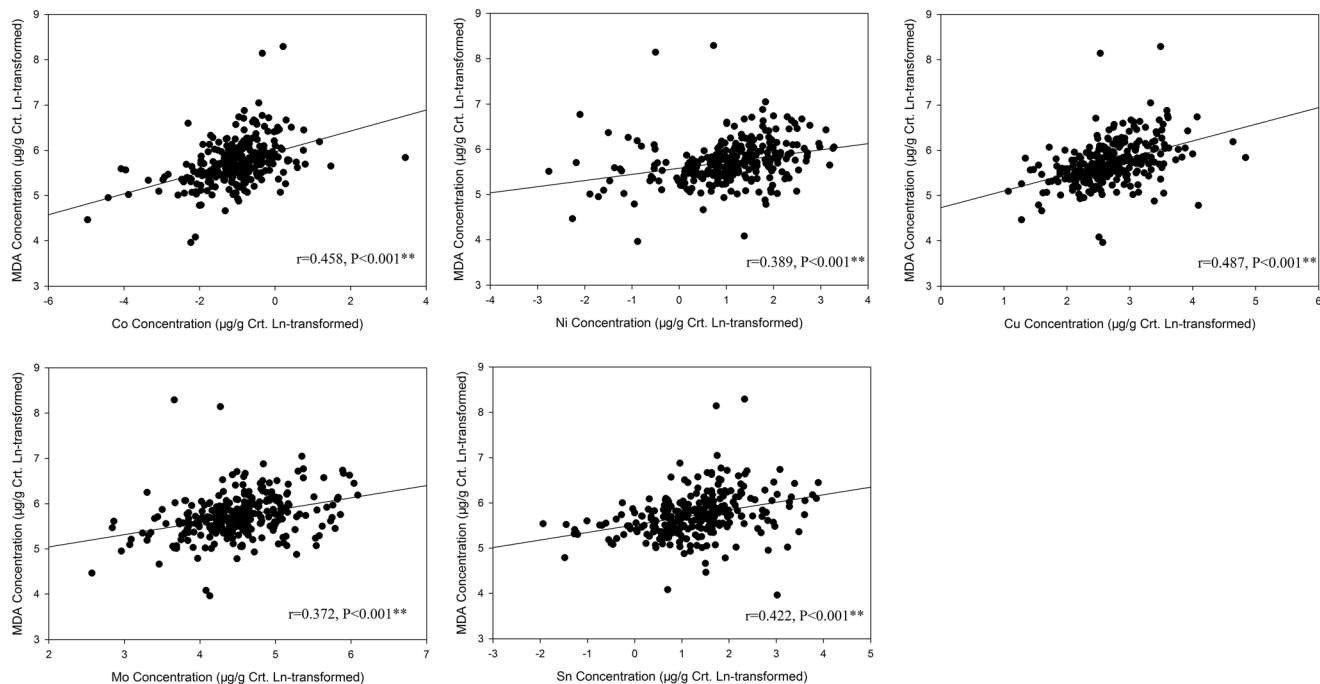 9
8
7
6
5
4
3
MDA Concentration (μg/g Crt. Ln-transformed)
r=0.458, P<0.001**
-6 -4 -2 0 2 4
Co Concentration (μg/g Crt. Ln-transformed)
9
8
7
6
5
4
3
MDA Concentration (μg/g Crt. Ln-transformed)
r=0.389, P<0.001**
-4 -3 -2 -1 0 1 2 3 4
Ni Concentration (μg/g Crt. Ln-transformed)
9
8
7
6
5
4
3
MDA Concentration (μg/g Crt. Ln-transformed)
r=0.487, P<0.001**
0 1 2 3 4 5 6
Cu Concentration (μg/g Crt. Ln-transformed)
9
8
7
6
5
4
3
MDA Concentration (μg/g Crt. Ln-transformed)
r=0.372, P<0.001**
2 3 4 5 6 7
Mo Concentration (μg/g Crt. Ln-transformed)
9
8
7
6
5
4
3
MDA Concentration (μg/g Crt. Ln-transformed)
r=0.422, P<0.001**
-3 -2 -1 0 1 2 3 4 5
Sn Concentration (μg/g Crt. Ln-transformed)